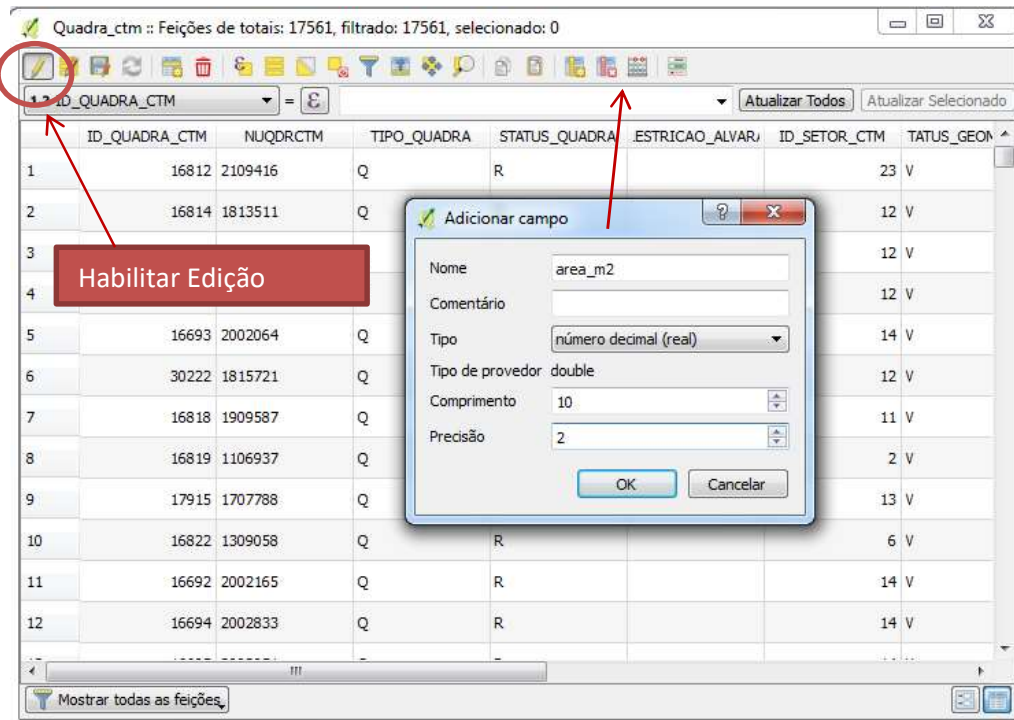 Quadra_ctm :: Feições de totais: 17561, filtrado: 17561, selecionado: 0
1.2 ID_QUADRA_CTM = ε Atualizar Todos Atualizar Selecionado
ID_QUADRA_CTM NUQDRCTM TIPO_QUADRA STATUS_QUADRA .ESTRICAO_ALVAR/ ID_SETOR_CTM TATUS_GEOM
1 16812 2109416 Q R 23 V
2 16814 1813511 Q 12 V
3 12 V
4 12 V
5 16693 2002064 Q 14 V
6 30222 1815721 Q 12 V
7 16818 1909587 Q 11 V
8 16819 1106937 Q 2 V
9 17915 1707788 Q 13 V
10 16822 1309058 Q R 6 V
11 16692 2002165 Q R 14 V
12 16694 2002833 Q R 14 V
Habilitar Edição
Adicionar campo
Nome area_m2
Comentário
Tipo número decimal (real)
Tipo de provedor double
Comprimento 10
Precisão 2
OK Cancelar
Mostrar todas as feições